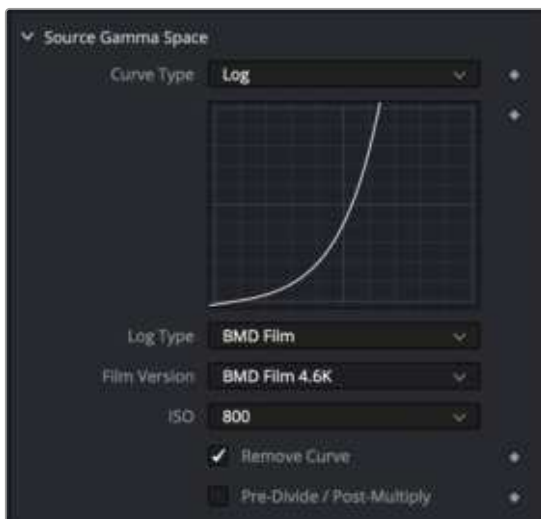 Source Gamma Space
Curve Type Log
Log Type BMD Film
Film Version BMD Film 4.6K
ISO 800
Remove Curve
Pre-Divide / Post-Multiply